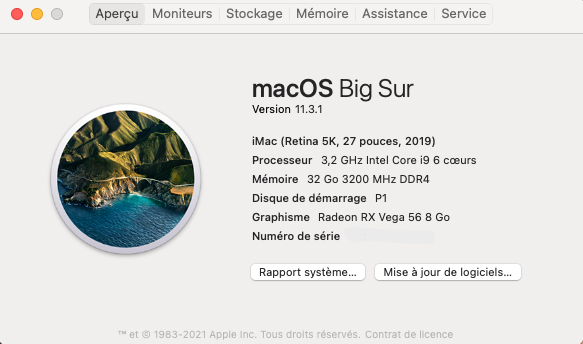 Aperçu Moniteurs Stockage Mémoire Assistance Service
macOS Big Sur
Version 11.3.1
iMac (Retina 5K, 27 pouces, 2019)
Processeur 3,2 GHz Intel Core i9 6 cœurs
Mémoire 32 Go 3200 MHz DDR4
Disque de démarrage P1
Graphisme Radeon RX Vega 56 8 Go
Numéro de série
Rapport système... Mise à jour de logiciels...
™ et © 1983-2021 Apple Inc. Tous droits réservés. Contrat de licence